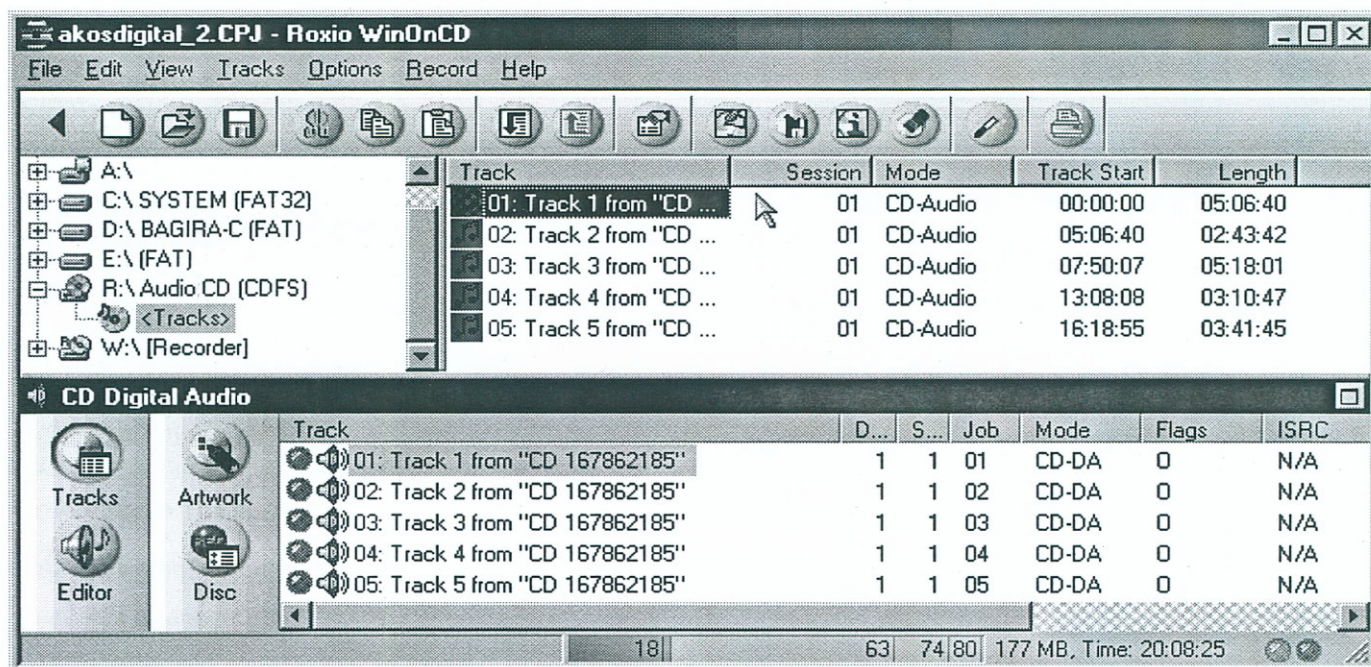 akosdigital_2.CPJ - Roxio WinOnCD
File Edit View Tracks Options Record Help
A:\
C:\ SYSTEM (FAT32)
D:\ BAGIRA-C (FAT)
E:\ (FAT)
R:\ Audio CD (CDFS)
<Tracks>
W:\ [Recorder]
Track Session Mode Track Start Length
01: Track 1 from "CD ... 01 CD-Audio 00:00:00 05:06:40
02: Track 2 from "CD ... 01 CD-Audio 05:06:40 02:43:42
03: Track 3 from "CD ... 01 CD-Audio 07:50:07 05:18:01
04: Track 4 from "CD ... 01 CD-Audio 13:08:08 03:10:47
05: Track 5 from "CD ... 01 CD-Audio 16:18:55 03:41:45
CD Digital Audio
Tracks
Artwork
Editor
Disc
Track D... S... Job Mode Flags ISRC
01: Track 1 from "CD 167862185" 1 1 01 CD-DA O N/A
02: Track 2 from "CD 167862185" 1 1 02 CD-DA O N/A
03: Track 3 from "CD 167862185" 1 1 03 CD-DA O N/A
04: Track 4 from "CD 167862185" 1 1 04 CD-DA O N/A
05: Track 5 from "CD 167862185" 1 1 05 CD-DA O N/A
18 63 74 80 177 MB, Time: 20:08:25